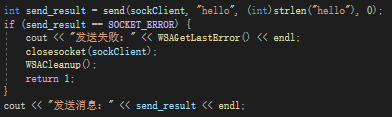 int send_result = send(sockClient, "hello", (int)strlen("hello"), 0);
if (send_result == SOCKET_ERROR) {
cout << "发送失败: " << WSAGetLastError() << endl;
closesocket(sockClient);
WSACleanup();
return 1;
}
cout << "发送消息: " << send_result << endl;